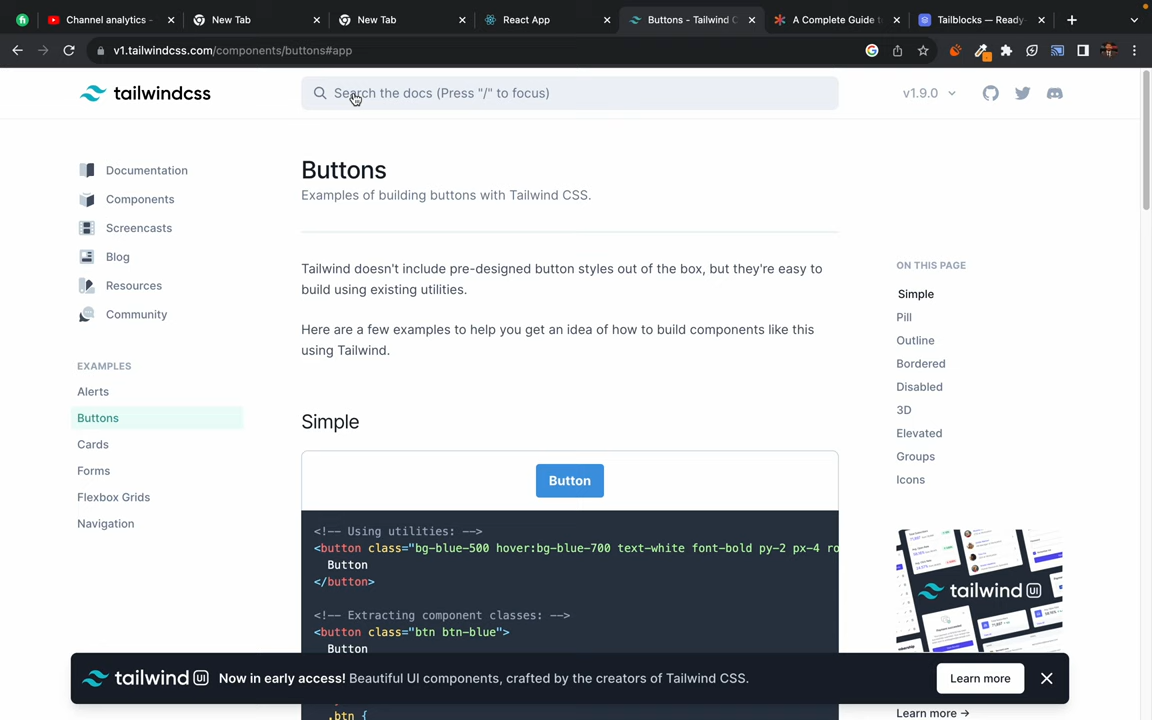 Channel analytics -
New Tab
New Tab
React App
Buttons - Tailwind C
A Complete Guide to
Tailblocks — Ready-
v1.tailwindcss.com/components/buttons#app
tailwindcss
Search the docs (Press "/" to focus)
v1.9.0
Documentation
Components
Screencasts
Blog
Resources
Community
EXAMPLES
Alerts
Buttons
Cards
Forms
Flexbox Grids
Navigation
Buttons
Examples of building buttons with Tailwind CSS.
Tailwind doesn't include pre-designed button styles out of the box, but they're easy to
build using existing utilities.
Here are a few examples to help you get an idea of how to build components like this
using Tailwind.
Simple
Button
<!-- Using utilities: -->
<button class="bg-blue-500 hover:bg-blue-700 text-white font-bold py-2 px-4 ro
Button
</button>
<!-- Extracting component classes: -->
<button class="btn btn-blue">
Button
.btn {
ON THIS PAGE
Simple
Pill
Outline
Bordered
Disabled
3D
Elevated
Groups
Icons
tailwind UI
Learn more →
tailwind UI Now in early access! Beautiful UI components, crafted by the creators of Tailwind CSS.
Learn more